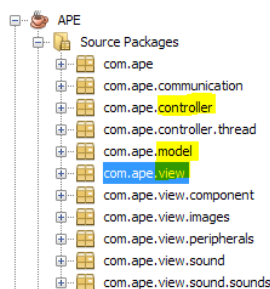 APE
Source Packages
com.ape
com.ape.communication
com.ape.controller
com.ape.controller.thread
com.ape.model
com.ape.view
com.ape.view.component
com.ape.view.images
com.ape.view.peripherals
com.ape.view.sound
com.ape.view.sound.sounds